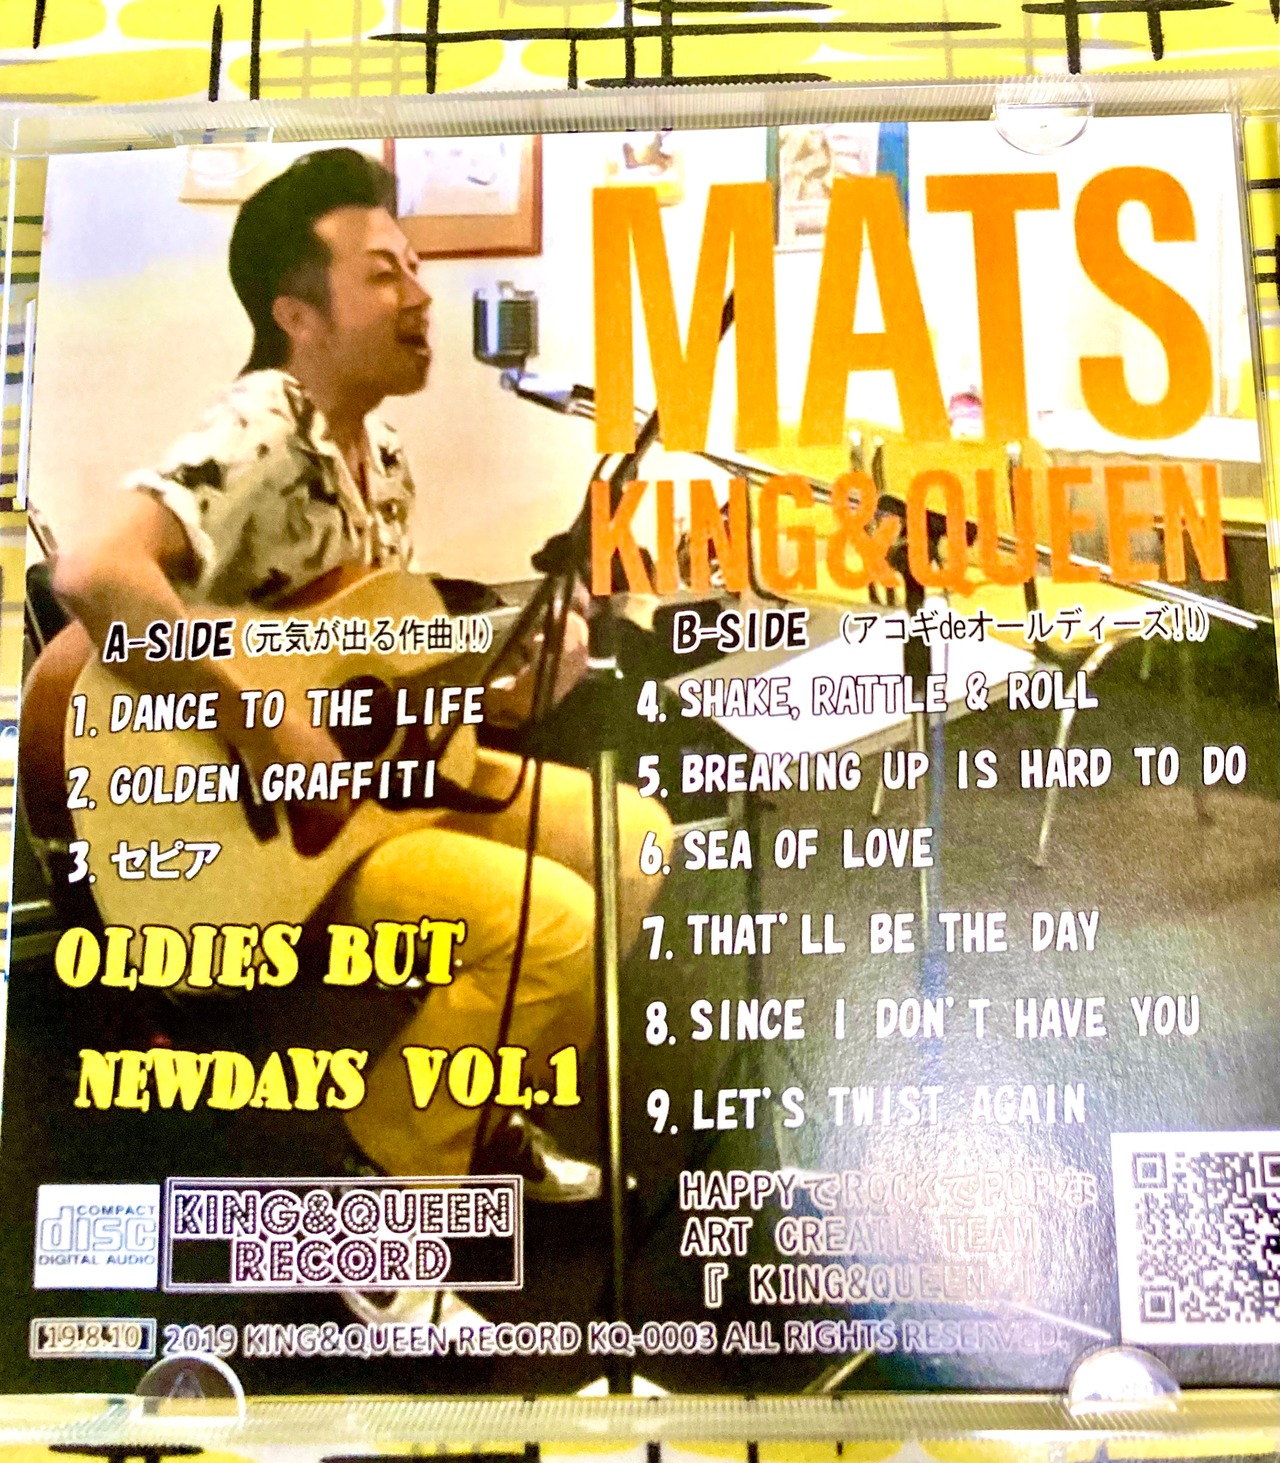 MATS
KING&QUEEN
A-SIDE (元気が出る作曲!!)
1. DANCE TO THE LIFE
2. GOLDEN GRAFFITI
3. セピア
OLDIES BUT
NEWDAYS VOL.1
B-SIDE (アコギdeオールディーズ!!)
4. SHAKE, RATTLE & ROLL
5. BREAKING UP IS HARD TO DO
6. SEA OF LOVE
7. THAT'LL BE THE DAY
8. SINCE I DON'T HAVE YOU
9. LET'S TWIST AGAIN
COMPACT
disc
DIGITAL AUDIO
KING&QUEEN
RECORD
HAPPYでROCKでPOPな
ART CREATE TEAM
『 KING&QUEEN 』
19.8.10 2019 KING&QUEEN RECORD KQ-0003 ALL RIGHTS RESERVED.